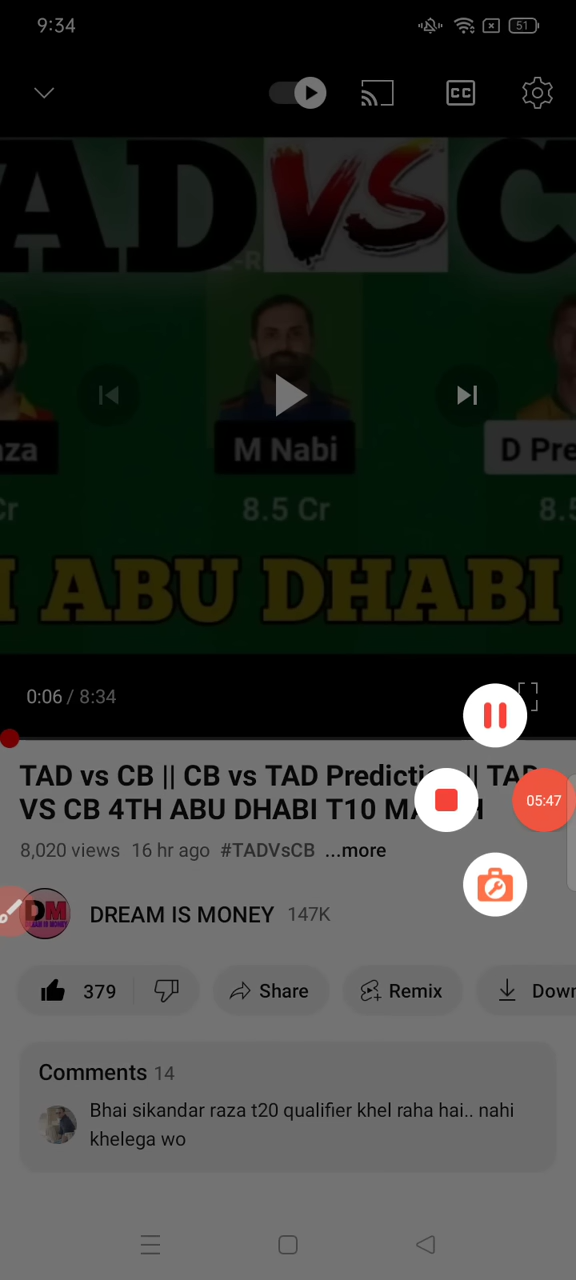 9:34
51
CC
AD VS C
M Nabi
D Pre
8.5 Cr
8.5
ABU DHABI
0:06 / 8:34
TAD vs CB || CB vs TAD Predicti || TAD
VS CB 4TH ABU DHABI T10 MA H
05:47
8,020 views 16 hr ago #TADVsCB ...more
DM
DREAM IS MONEY 147K
379
Share
Remix
Down
Comments 14
Bhai sikandar raza t20 qualifier khel raha hai.. nahi
khelega wo